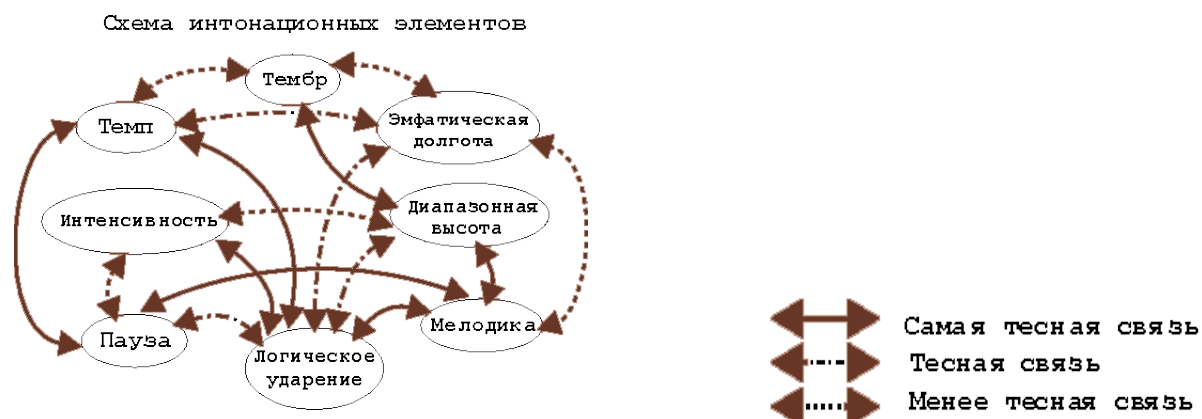 Схема интонационных элементов
Тембр
Темп
Эмфатическая
долгота
Интенсивность
Диапазонная
высота
Пауза
Логическое
ударение
Мелодика
Самая тесная связь
Тесная связь
Менее тесная связь